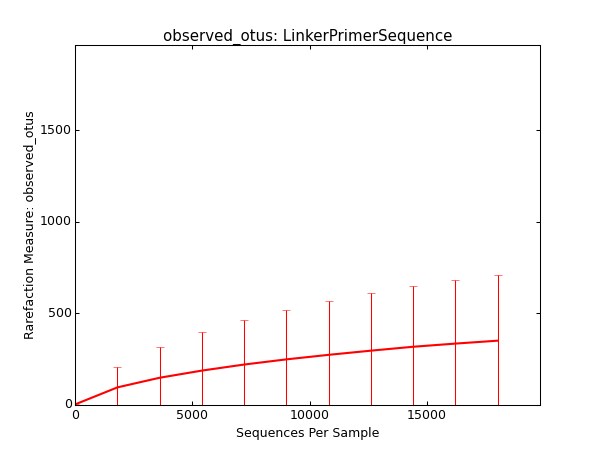 observed_otus: LinkerPrimerSequence
Rarefaction Measure: observed_otus
1500
1000
500
0
0 5000 10000 15000
Sequences Per Sample